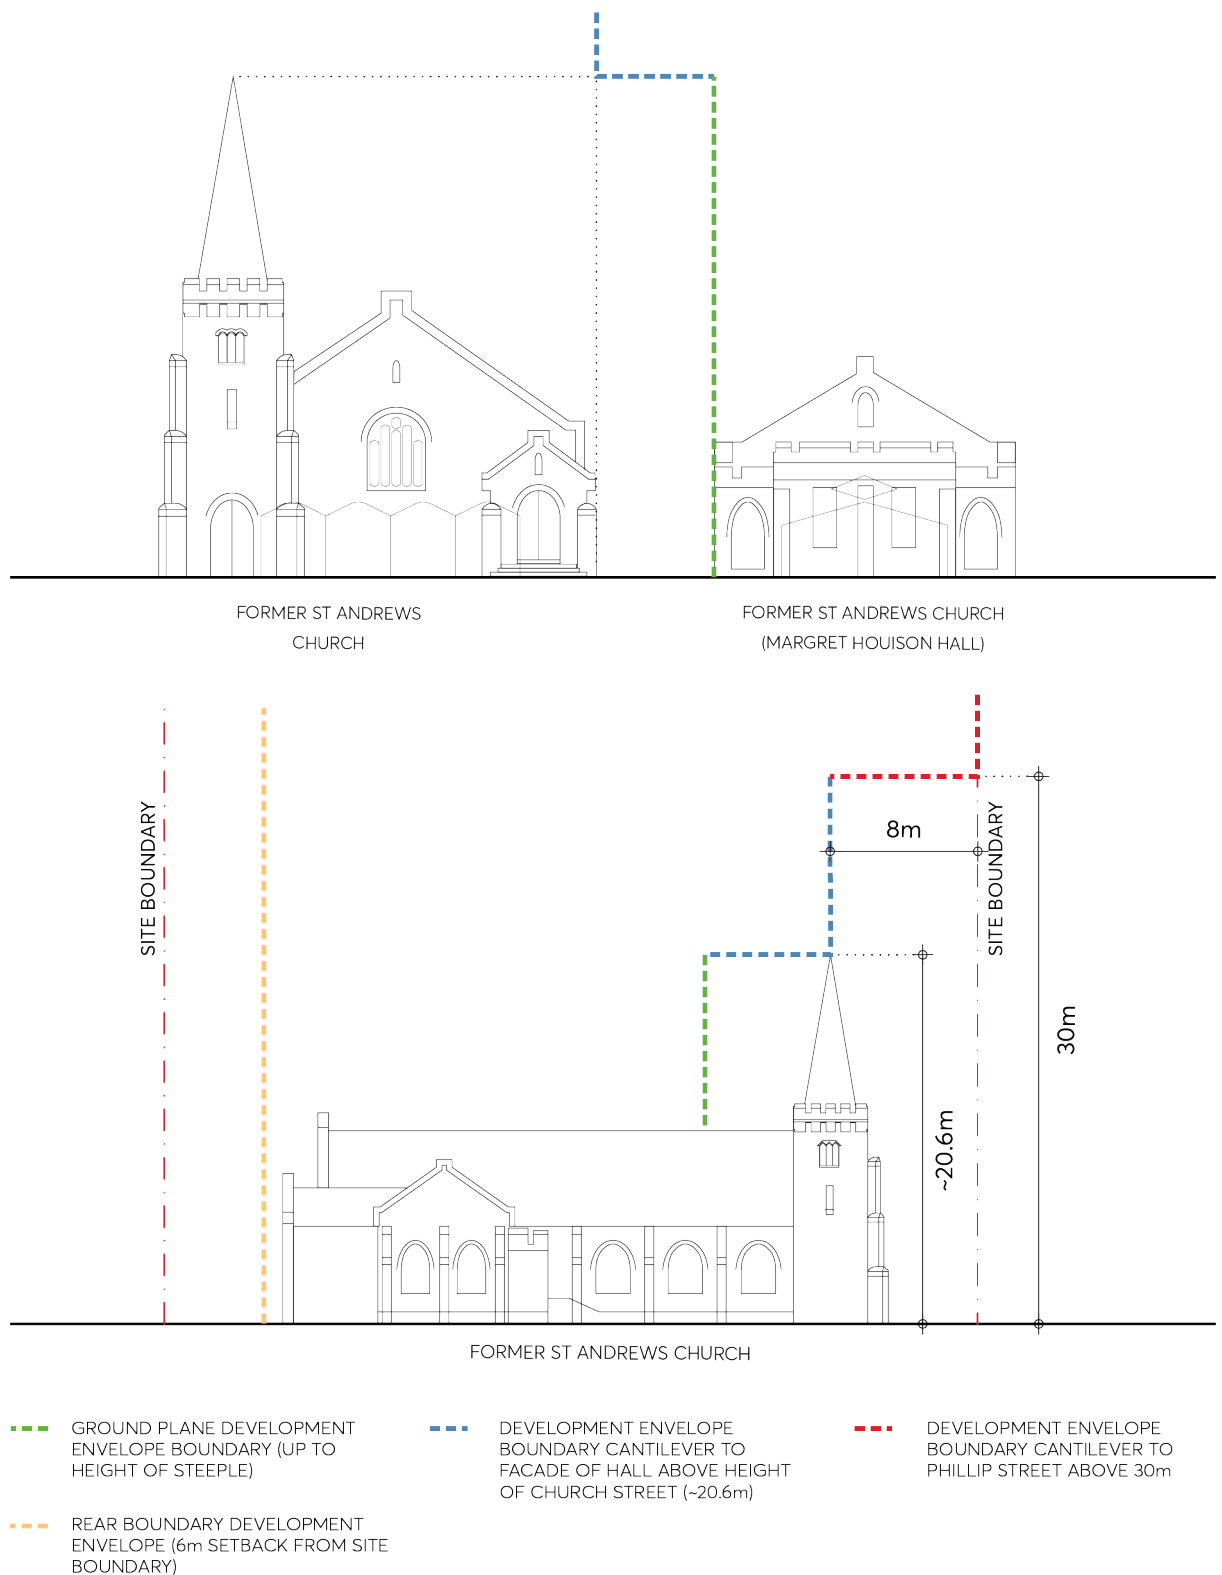 FORMER ST ANDREWS
CHURCH
FORMER ST ANDREWS CHURCH
(MARGRET HOUISON HALL)
SITE BOUNDARY
8m
SITE BOUNDARY
30m
~20.6m
FORMER ST ANDREWS CHURCH
GROUND PLANE DEVELOPMENT
ENVELOPE BOUNDARY (UP TO
HEIGHT OF STEEPLE)
DEVELOPMENT ENVELOPE
BOUNDARY CANTILEVER TO
FACADE OF HALL ABOVE HEIGHT
OF CHURCH STREET (~20.6m)
DEVELOPMENT ENVELOPE
BOUNDARY CANTILEVER TO
PHILLIP STREET ABOVE 30m
REAR BOUNDARY DEVELOPMENT
ENVELOPE (6m SETBACK FROM SITE
BOUNDARY)